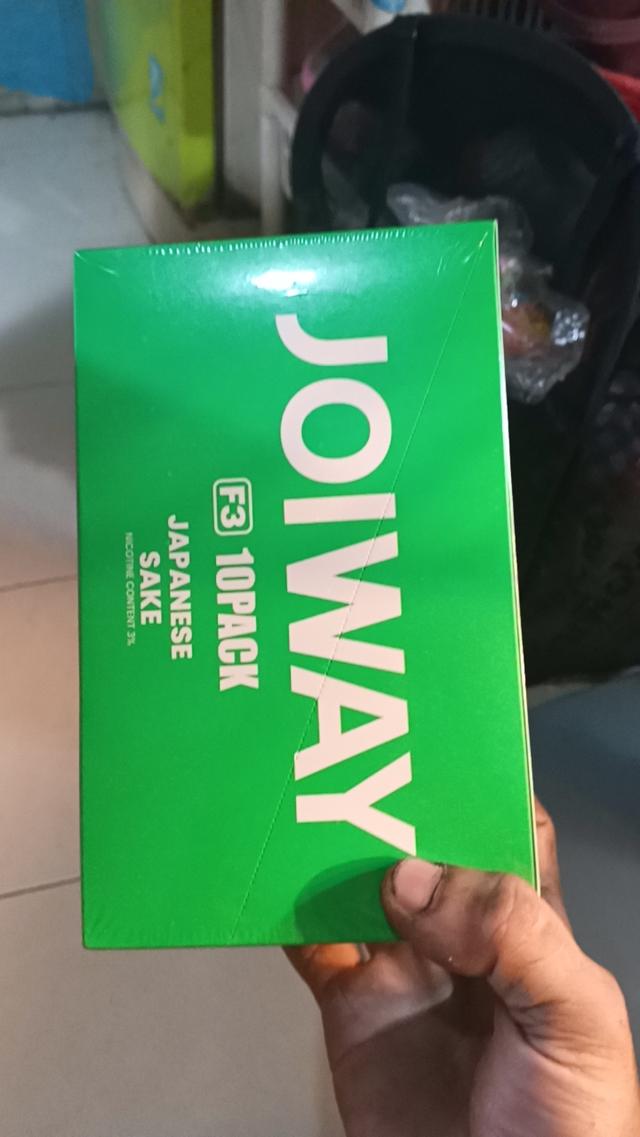 JOIWAY
F3 10PACK
JAPANESE
SAKE
NICOTINE CONTENT 3%